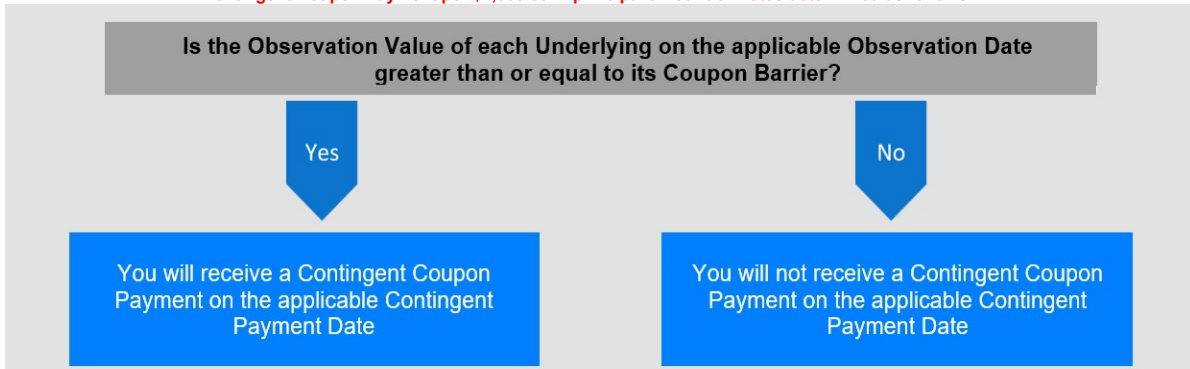 Is the Observation Value of each Underlying on the applicable Observation Date
greater than or equal to its Coupon Barrier?
Yes
No
You will receive a Contingent Coupon
Payment on the applicable Contingent
Payment Date
You will not receive a Contingent Coupon
Payment on the applicable Contingent
Payment Date